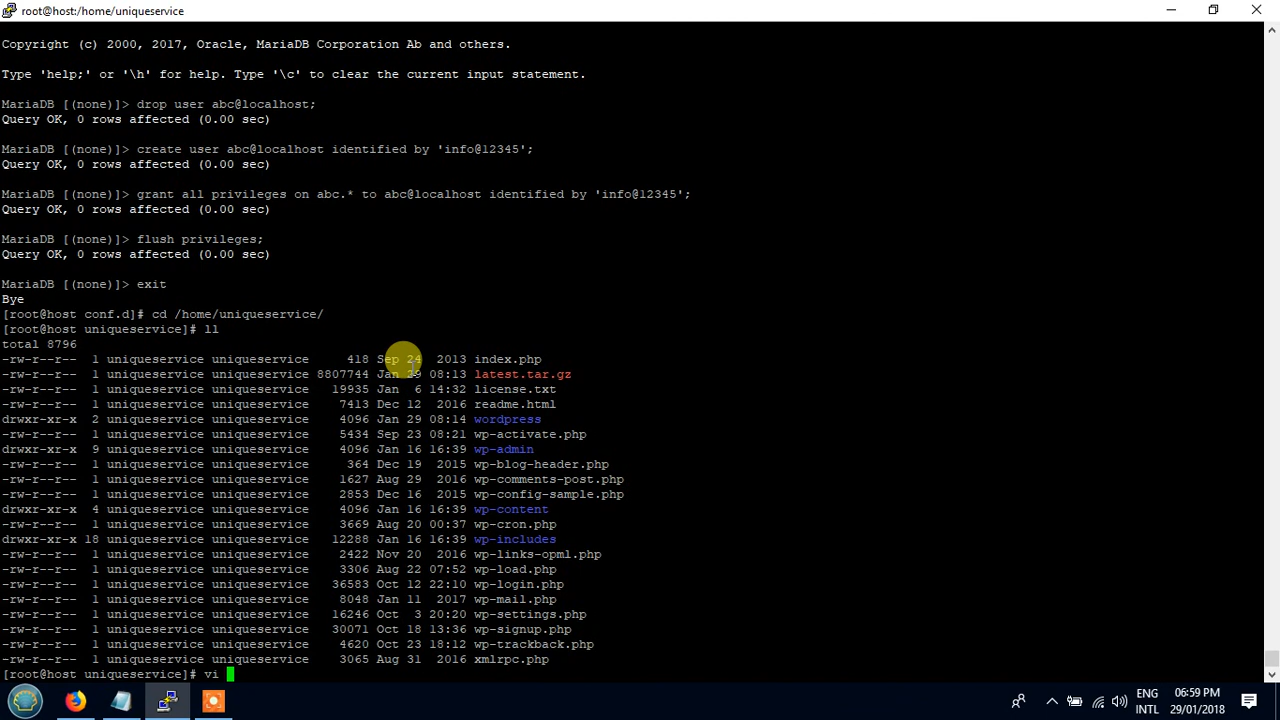 root@host:/home/uniqueservice
Copyright (c) 2000, 2017, Oracle, MariaDB Corporation Ab and others.
Type 'help;' or '\h' for help. Type '\c' to clear the current input statement.
MariaDB [(none)]> drop user abc@localhost;
Query OK, 0 rows affected (0.00 sec)
MariaDB [(none)]> create user abc@localhost identified by 'info@12345';
Query OK, 0 rows affected (0.00 sec)
MariaDB [(none)]> grant all privileges on abc.* to abc@localhost identified by 'info@12345';
Query OK, 0 rows affected (0.00 sec)
MariaDB [(none)]> flush privileges;
Query OK, 0 rows affected (0.00 sec)
MariaDB [(none)]> exit
Bye
[root@host conf.d]# cd /home/uniqueservice/
[root@host uniqueservice]# ll
total 8796
-rw-r--r-- 1 uniqueservice uniqueservice 418 Sep 24 2013 index.php
-rw-r--r-- 1 uniqueservice uniqueservice 8807744 Jan 29 08:13 latest.tar.gz
-rw-r--r-- 1 uniqueservice uniqueservice 19935 Jan 6 14:32 license.txt
-rw-r--r-- 1 uniqueservice uniqueservice 7413 Dec 12 2016 readme.html
drwxr-xr-x 2 uniqueservice uniqueservice 4096 Jan 29 08:14 wordpress
-rw-r--r-- 1 uniqueservice uniqueservice 5434 Sep 23 08:21 wp-activate.php
drwxr-xr-x 9 uniqueservice uniqueservice 4096 Jan 16 16:39 wp-admin
-rw-r--r-- 1 uniqueservice uniqueservice 364 Dec 19 2015 wp-blog-header.php
-rw-r--r-- 1 uniqueservice uniqueservice 1627 Aug 29 2016 wp-comments-post.php
-rw-r--r-- 1 uniqueservice uniqueservice 2853 Dec 16 2015 wp-config-sample.php
drwxr-xr-x 4 uniqueservice uniqueservice 4096 Jan 16 16:39 wp-content
-rw-r--r-- 1 uniqueservice uniqueservice 3669 Aug 20 00:37 wp-cron.php
drwxr-xr-x 18 uniqueservice uniqueservice 12288 Jan 16 16:39 wp-includes
-rw-r--r-- 1 uniqueservice uniqueservice 2422 Nov 20 2016 wp-links-opml.php
-rw-r--r-- 1 uniqueservice uniqueservice 3306 Aug 22 07:52 wp-load.php
-rw-r--r-- 1 uniqueservice uniqueservice 36583 Oct 12 22:10 wp-login.php
-rw-r--r-- 1 uniqueservice uniqueservice 8048 Jan 11 2017 wp-mail.php
-rw-r--r-- 1 uniqueservice uniqueservice 16246 Oct 3 20:20 wp-settings.php
-rw-r--r-- 1 uniqueservice uniqueservice 30071 Oct 18 13:36 wp-signup.php
-rw-r--r-- 1 uniqueservice uniqueservice 4620 Oct 23 18:12 wp-trackback.php
-rw-r--r-- 1 uniqueservice uniqueservice 3065 Aug 31 2016 xmlrpc.php
[root@host uniqueservice]# vi
ENG 06:59 PM
INTL 29/01/2018